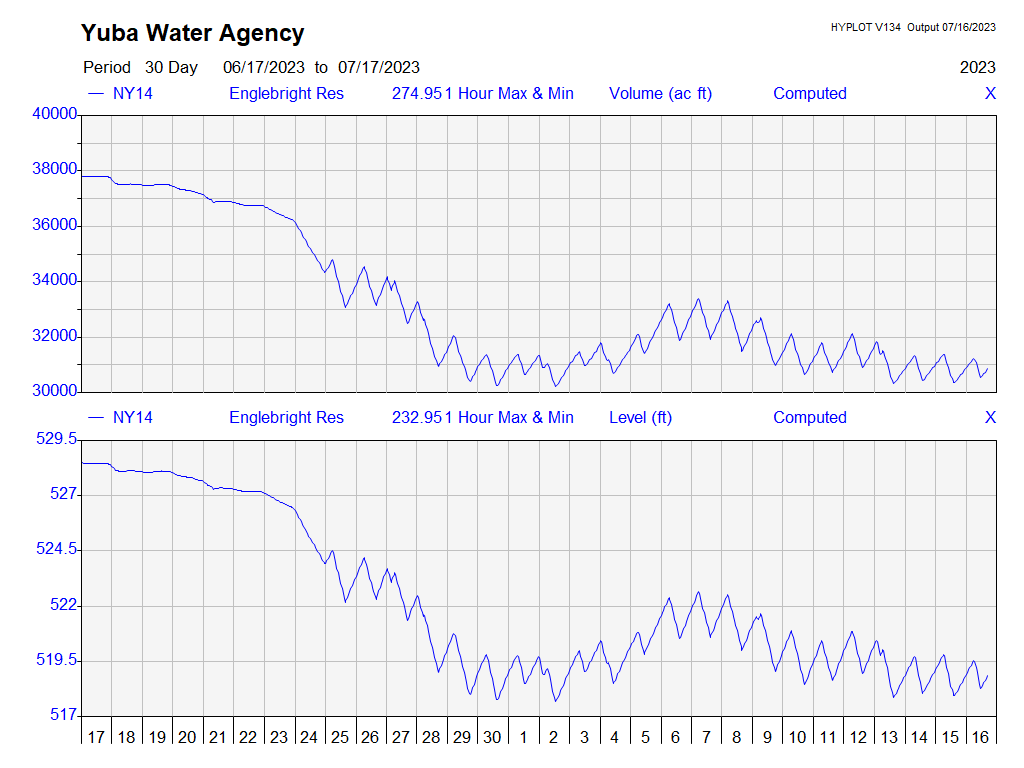 Yuba Water Agency
HYPLOT V134 Output 07/16/2023
Period 30 Day 06/17/2023 to 07/17/2023 2023
NY14 Englebright Res 274.951 Hour Max & Min Volume (ac ft) Computed X
40000
38000
36000
34000
32000
30000
NY14 Englebright Res 232.951 Hour Max & Min Level (ft) Computed X
529.5
527
524.5
522
519.5
517
17 18 19 20 21 22 23 24 25 26 27 28 29 30 1 2 3 4 5 6 7 8 9 10 11 12 13 14 15 16